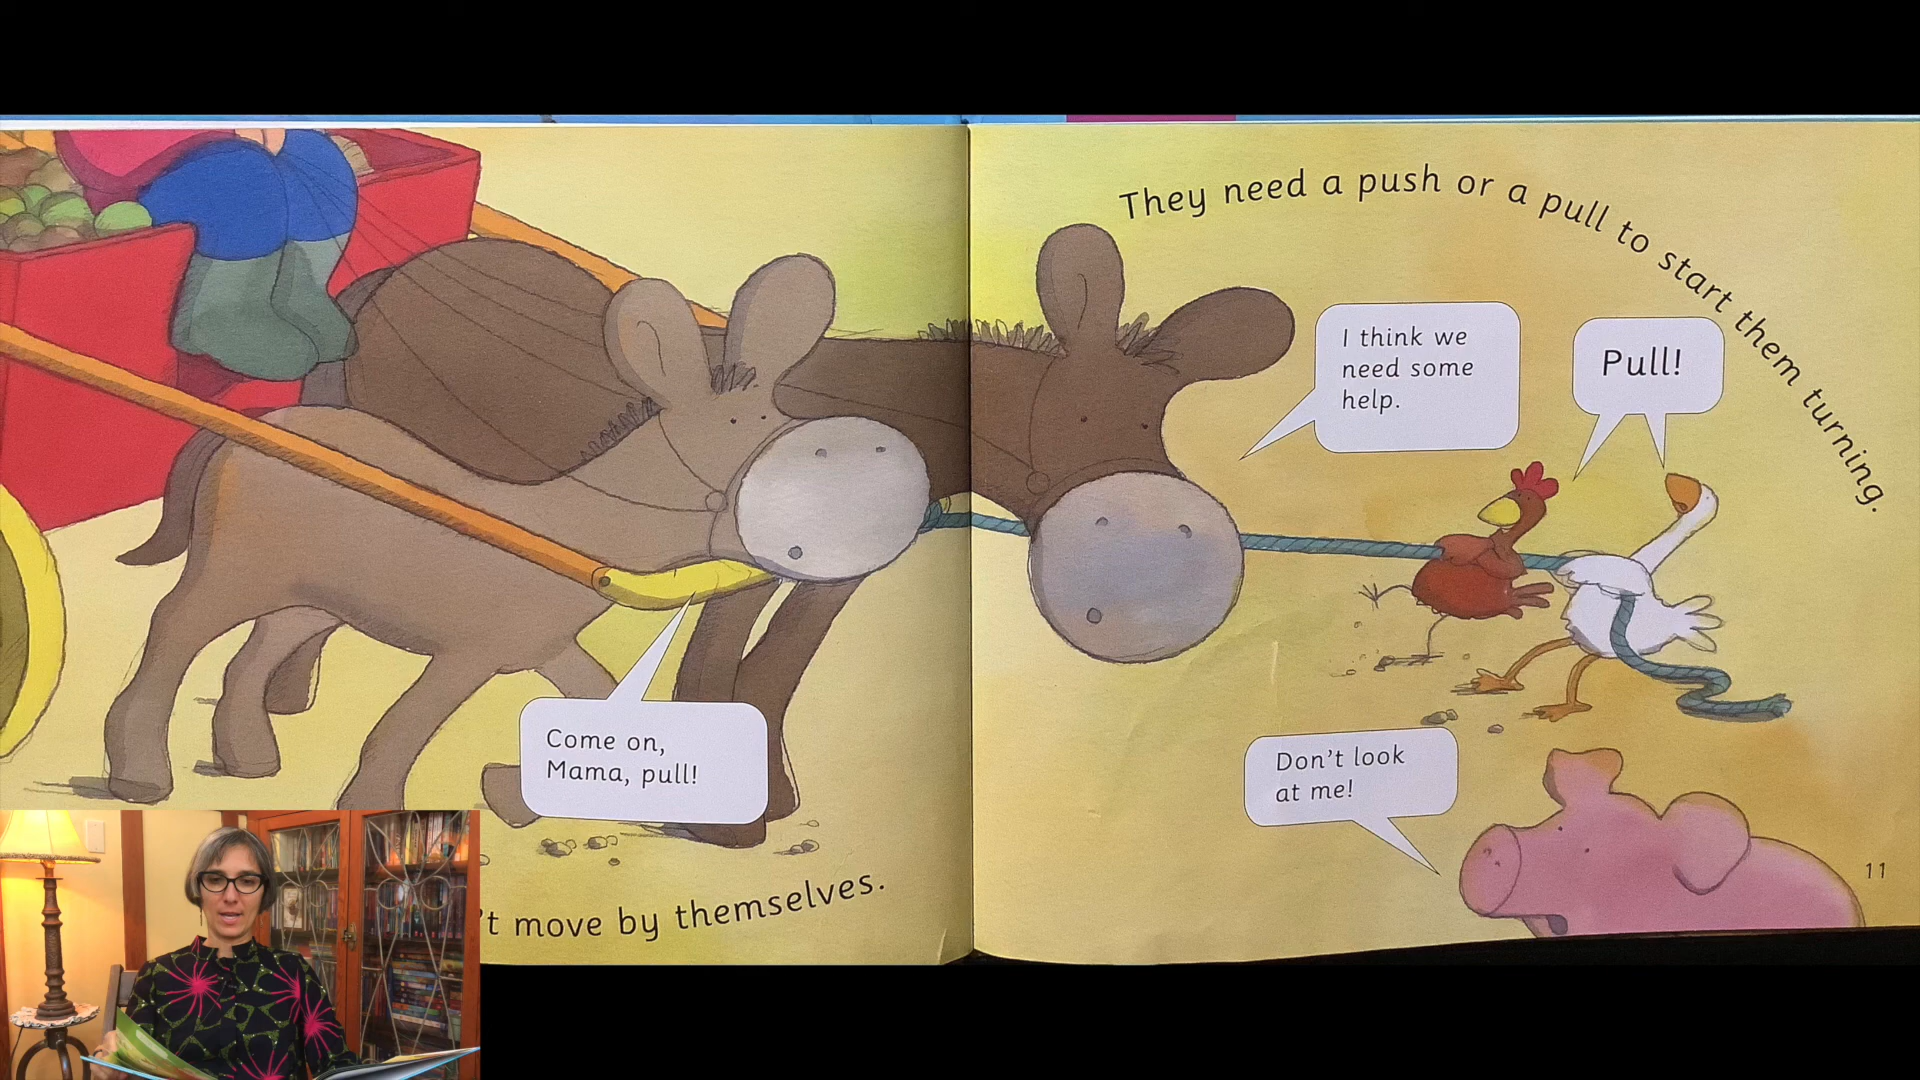 Come on,
Mama, pull!
't move by themselves.
They need a push or a pull to start them turning.
I think we
need some
help.
Pull!
Don't look
at me!
11